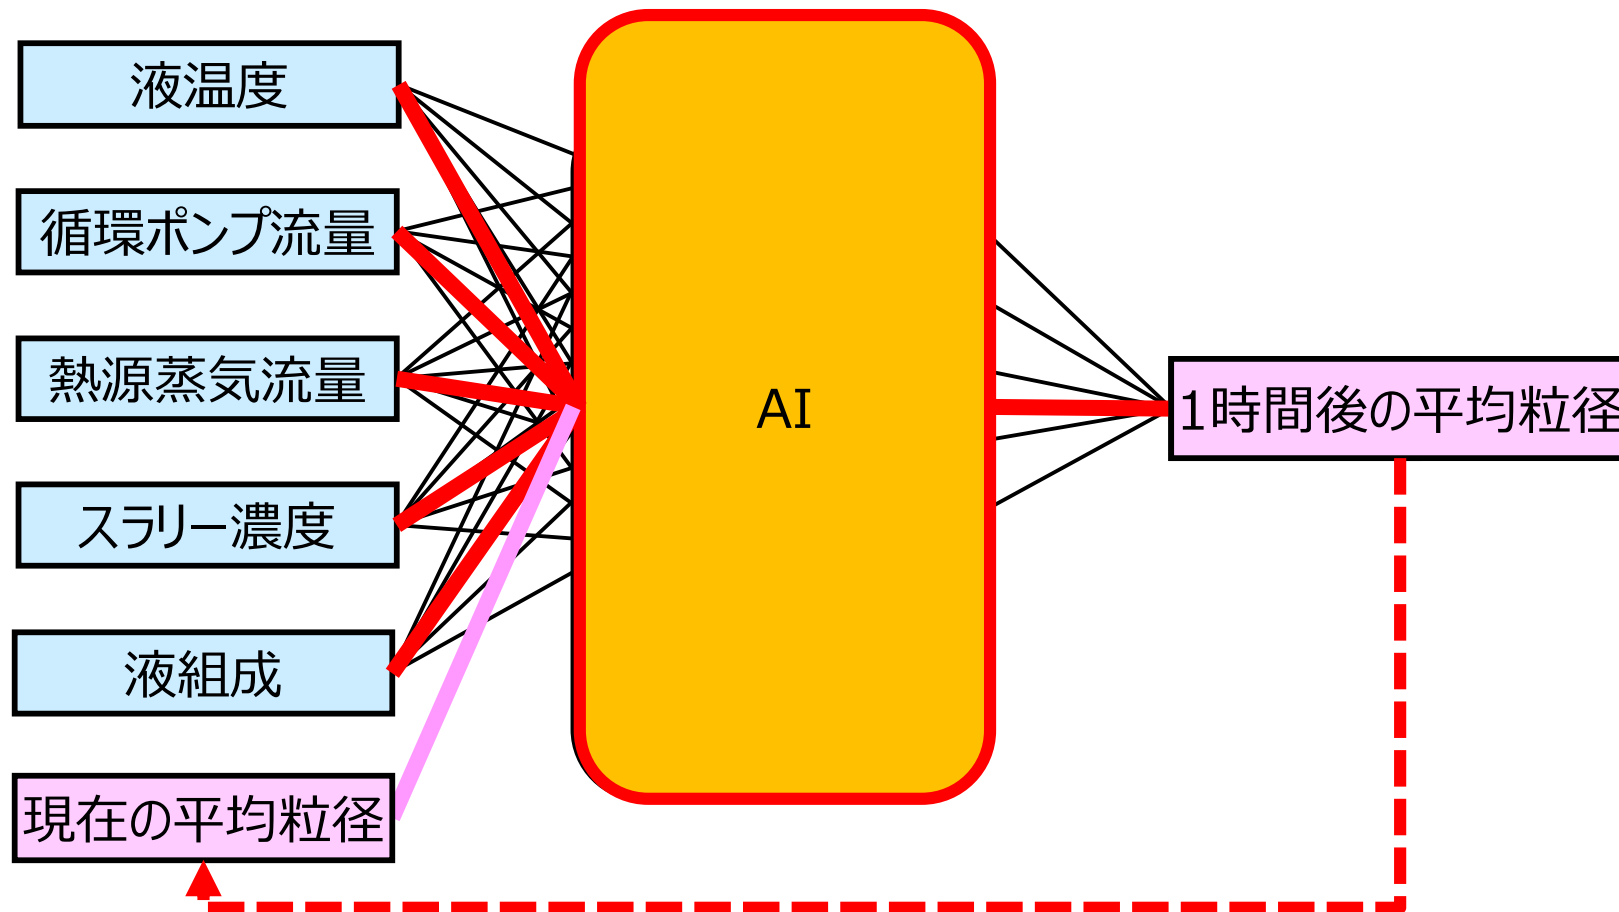 液温度
循環ポンプ流量
熱源蒸気流量
スラリー濃度
液組成
現在の平均粒径
AI
1時間後の平均粒径